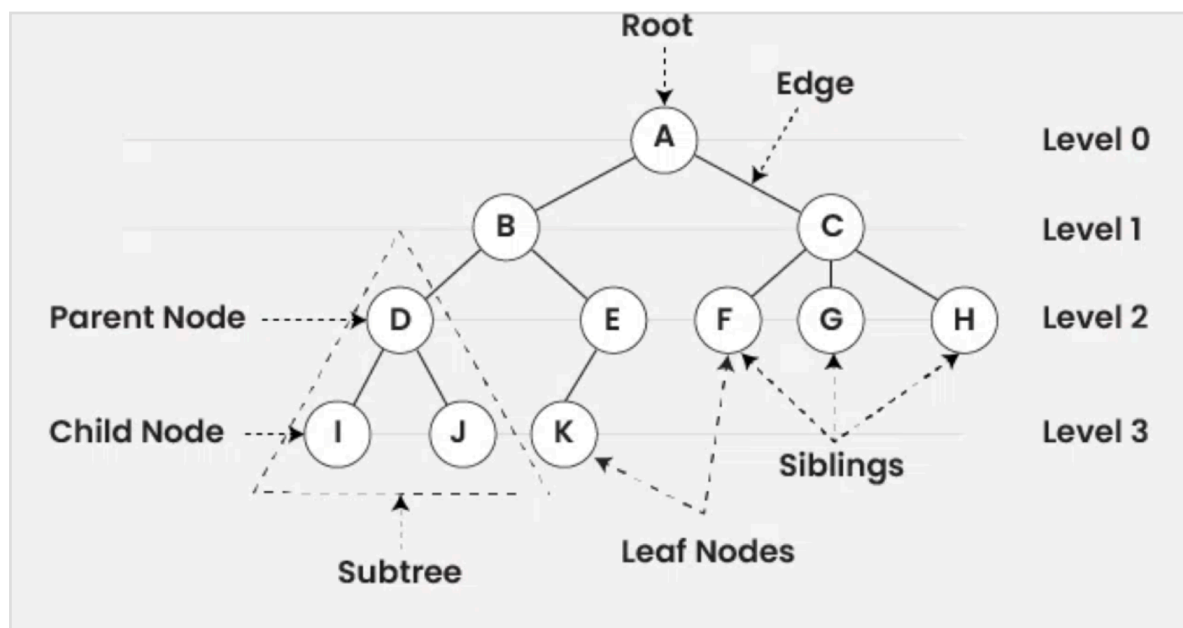 Root
Edge
A
Level 0
B
C
Level 1
Parent Node
D
E
F
G
H
Level 2
Child Node
I
J
K
Level 3
Siblings
Leaf Nodes
Subtree